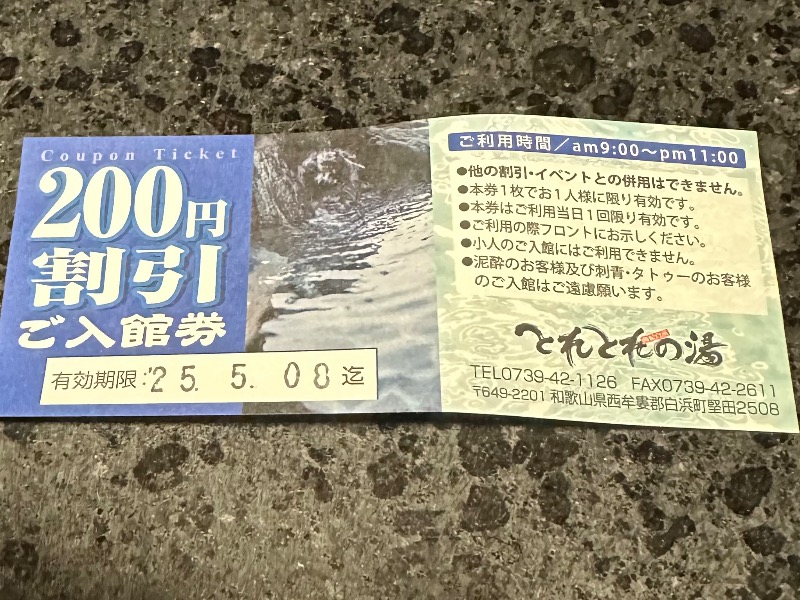 Coupon Ticket
200円
割引
ご入館券
有効期限:'25. 5. 08 迄
ご利用時間/am9:00～pm11:00
●他の割引・イベントとの併用はできません。
●本券1枚でお1人様に限り有効です。
●本券はご利用当日1回限り有効です。
●ご利用の際フロントにお示しください。
●小人のご入館にはご利用できません。
●泥酔のお客様及び刺青・タトゥーのお客様
のご入館はご遠慮願います。
とれとれの湯
TEL0739-42-1126 FAX0739-42-2611
〒649-2201 和歌山県西牟婁郡白浜町堅田2508